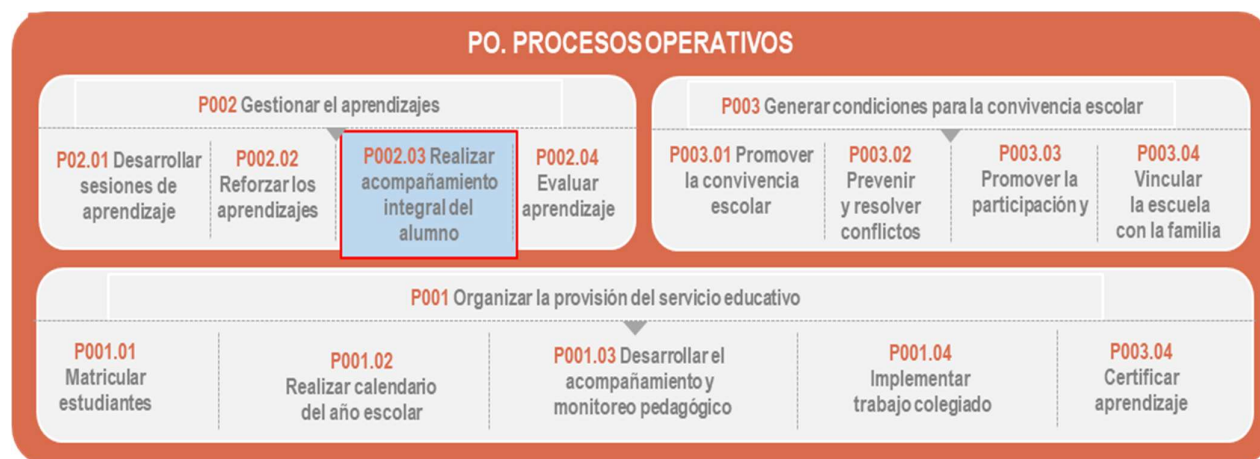 PO. PROCESOS OPERATIVOS
P002 Gestionar el aprendizajes
P02.01 Desarrollar
sesiones de
aprendizaje
P002.02
Reforzar los
aprendizajes
P002.03 Realizar
acompañamiento
integral del
alumno
P002.04
Evaluar
aprendizaje
P003 Generar condiciones para la convivencia escolar
P003.01 Promover
la convivencia
escolar
P003.02
Prevenir
y resolver
conflictos
P003.03
Promover la
participación y
P003.04
Vincular
la escuela
con la familia
P001 Organizar la provisión del servicio educativo
P001.01
Matricular
estudiantes
P001.02
Realizar calendario
del año escolar
P001.03 Desarrollar el
acompañamiento y
monitoreo pedagógico
P001.04
Implementar
trabajo colegiado
P003.04
Certificar
aprendizaje